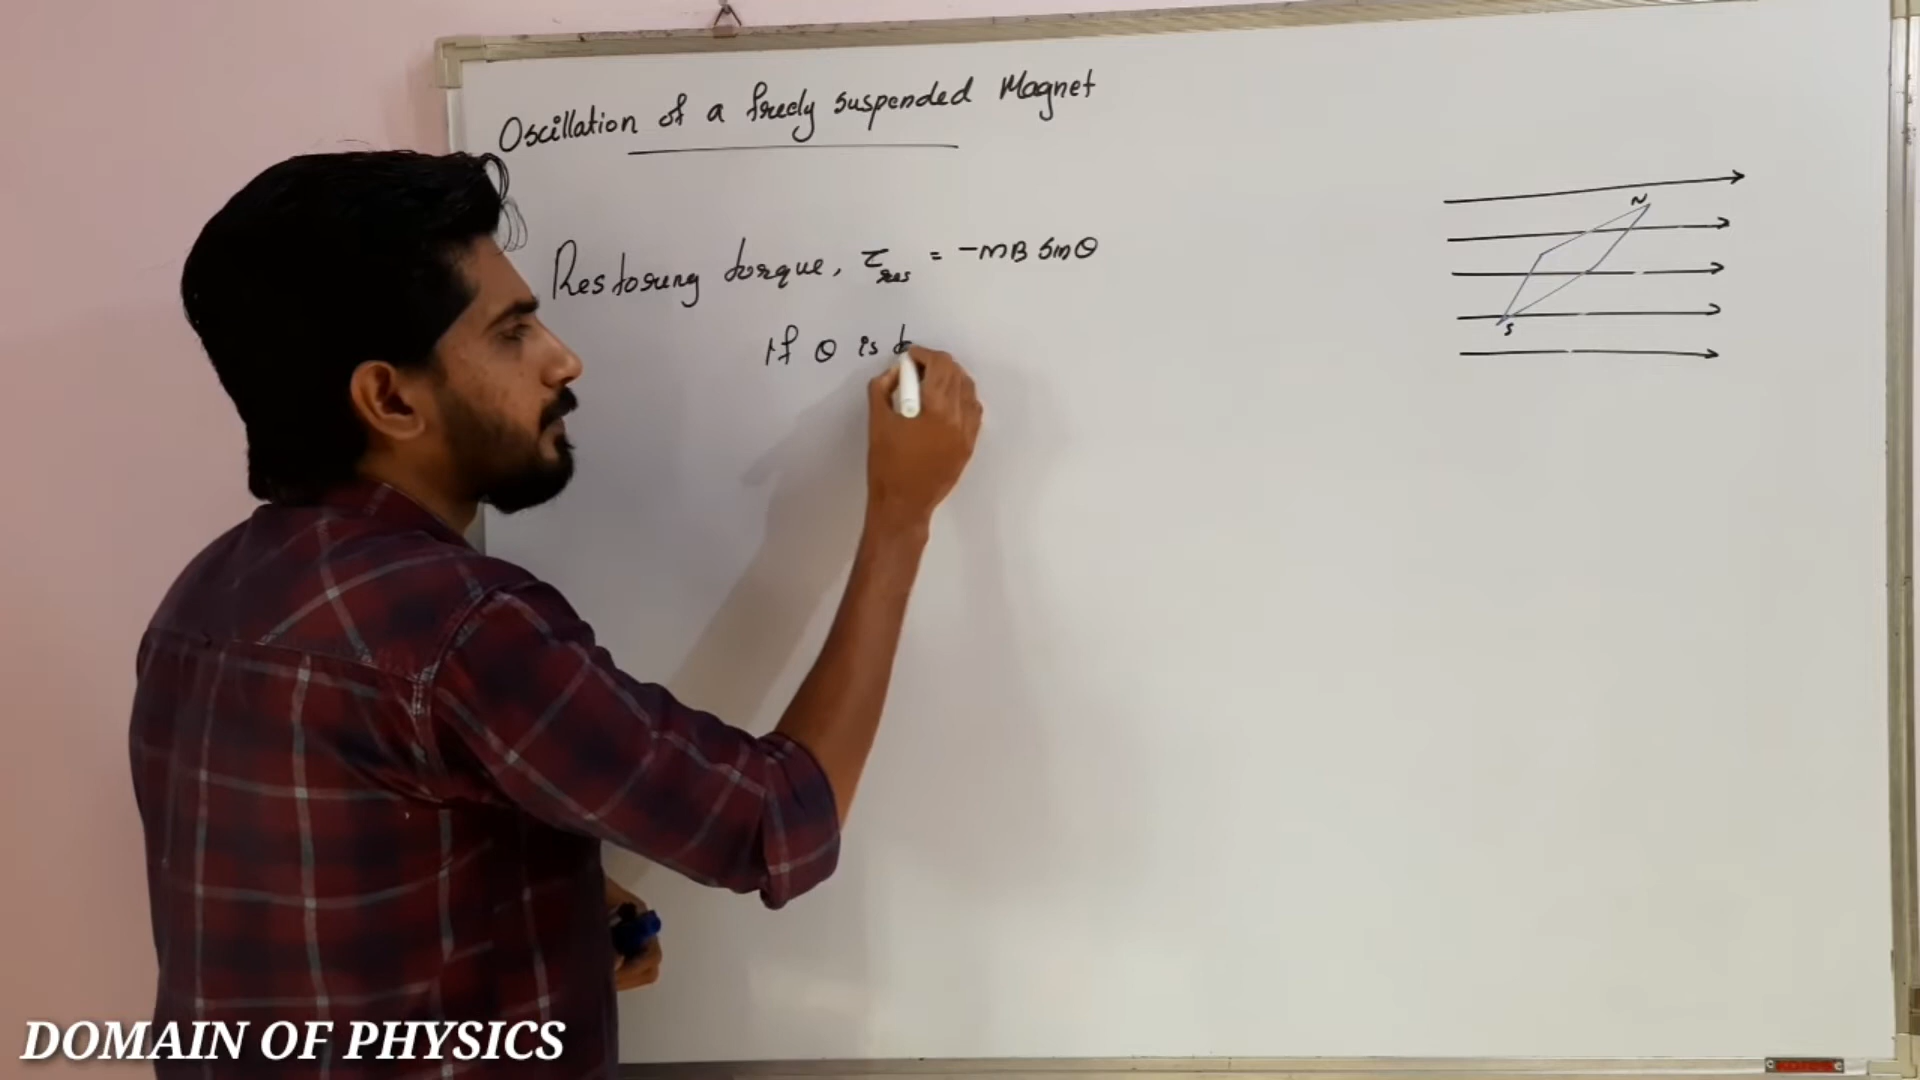 Oscillation of a freely suspended Magnet
Restoring torque, τres = -mB sinθ
If θ is
N
S
DOMAIN OF PHYSICS